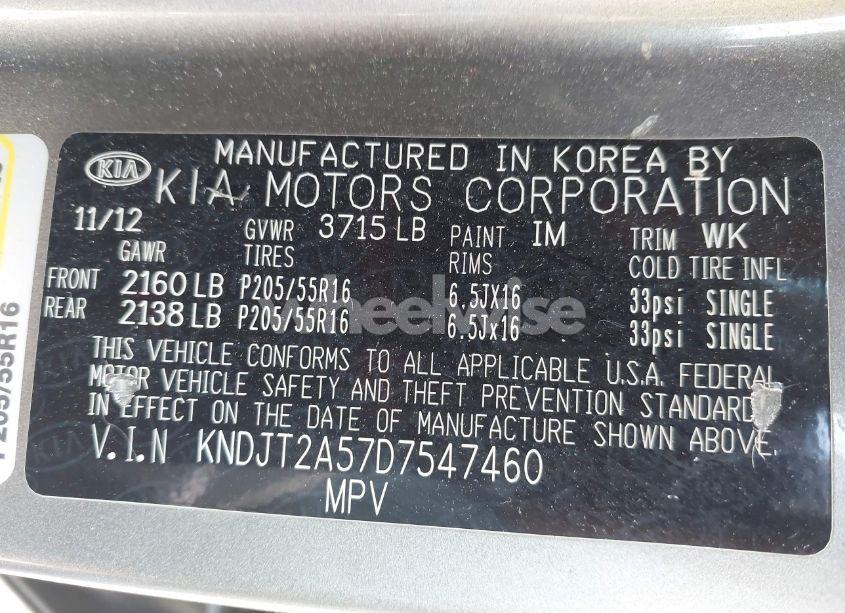 MANUFACTURED IN KOREA BY
KIA KIA MOTORS CORPORATION
11/12 GVWR 3715 LB PAINT IM TRIM WK
GAWR TIRES RIMS COLD TIRE INFL
FRONT 2160 LB P205/55R16 6.5JX16 33psi SINGLE
REAR 2138 LB P205/55R16 6.5Jx16 33psi SINGLE
wheelwise
THIS VEHICLE CONFORMS TO ALL APPLICABLE U.S.A. FEDERAL
MOTOR VEHICLE SAFETY AND THEFT PREVENTION STANDARDS
IN EFFECT ON THE DATE OF MANUFACTURE SHOWN ABOVE.
V.I.N KNDJT2A57D7547460
MPV
P205/55R16